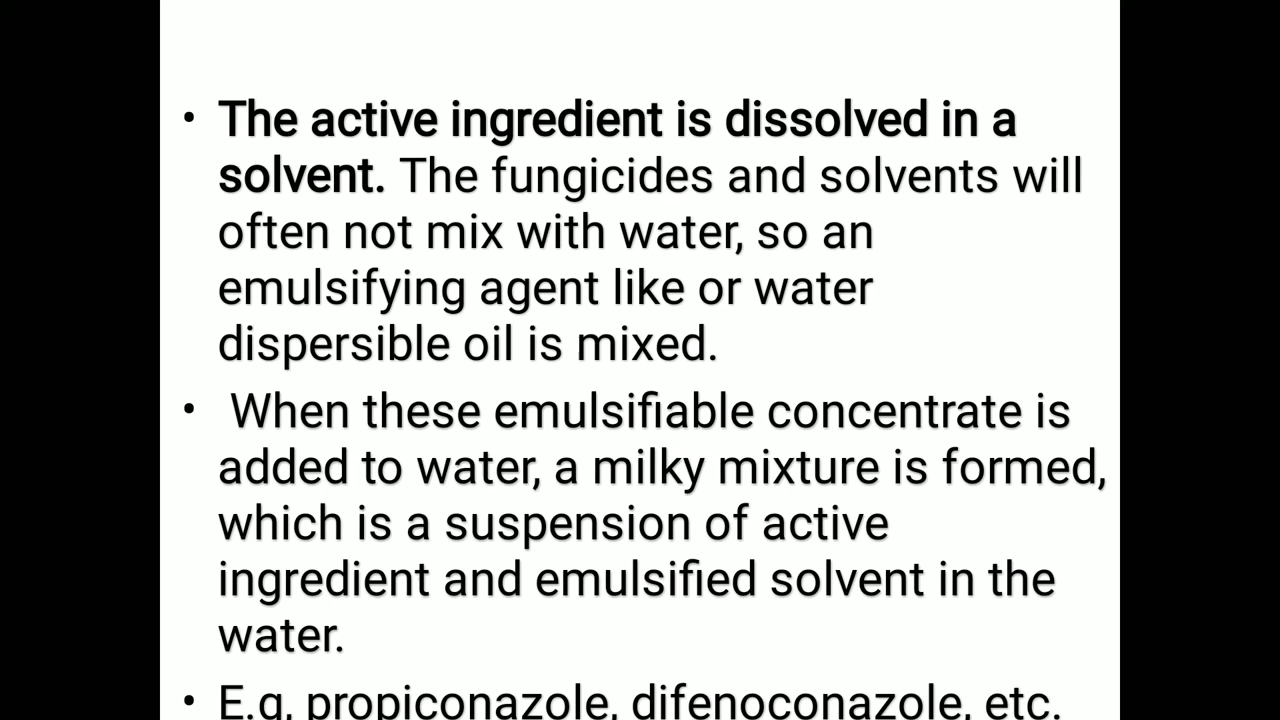 • The active ingredient is dissolved in a
solvent. The fungicides and solvents will
often not mix with water, so an
emulsifying agent like or water
dispersible oil is mixed.
• When these emulsifiable concentrate is
added to water, a milky mixture is formed,
which is a suspension of active
ingredient and emulsified solvent in the
water.
• E.g, propiconazole, difenoconazole, etc.